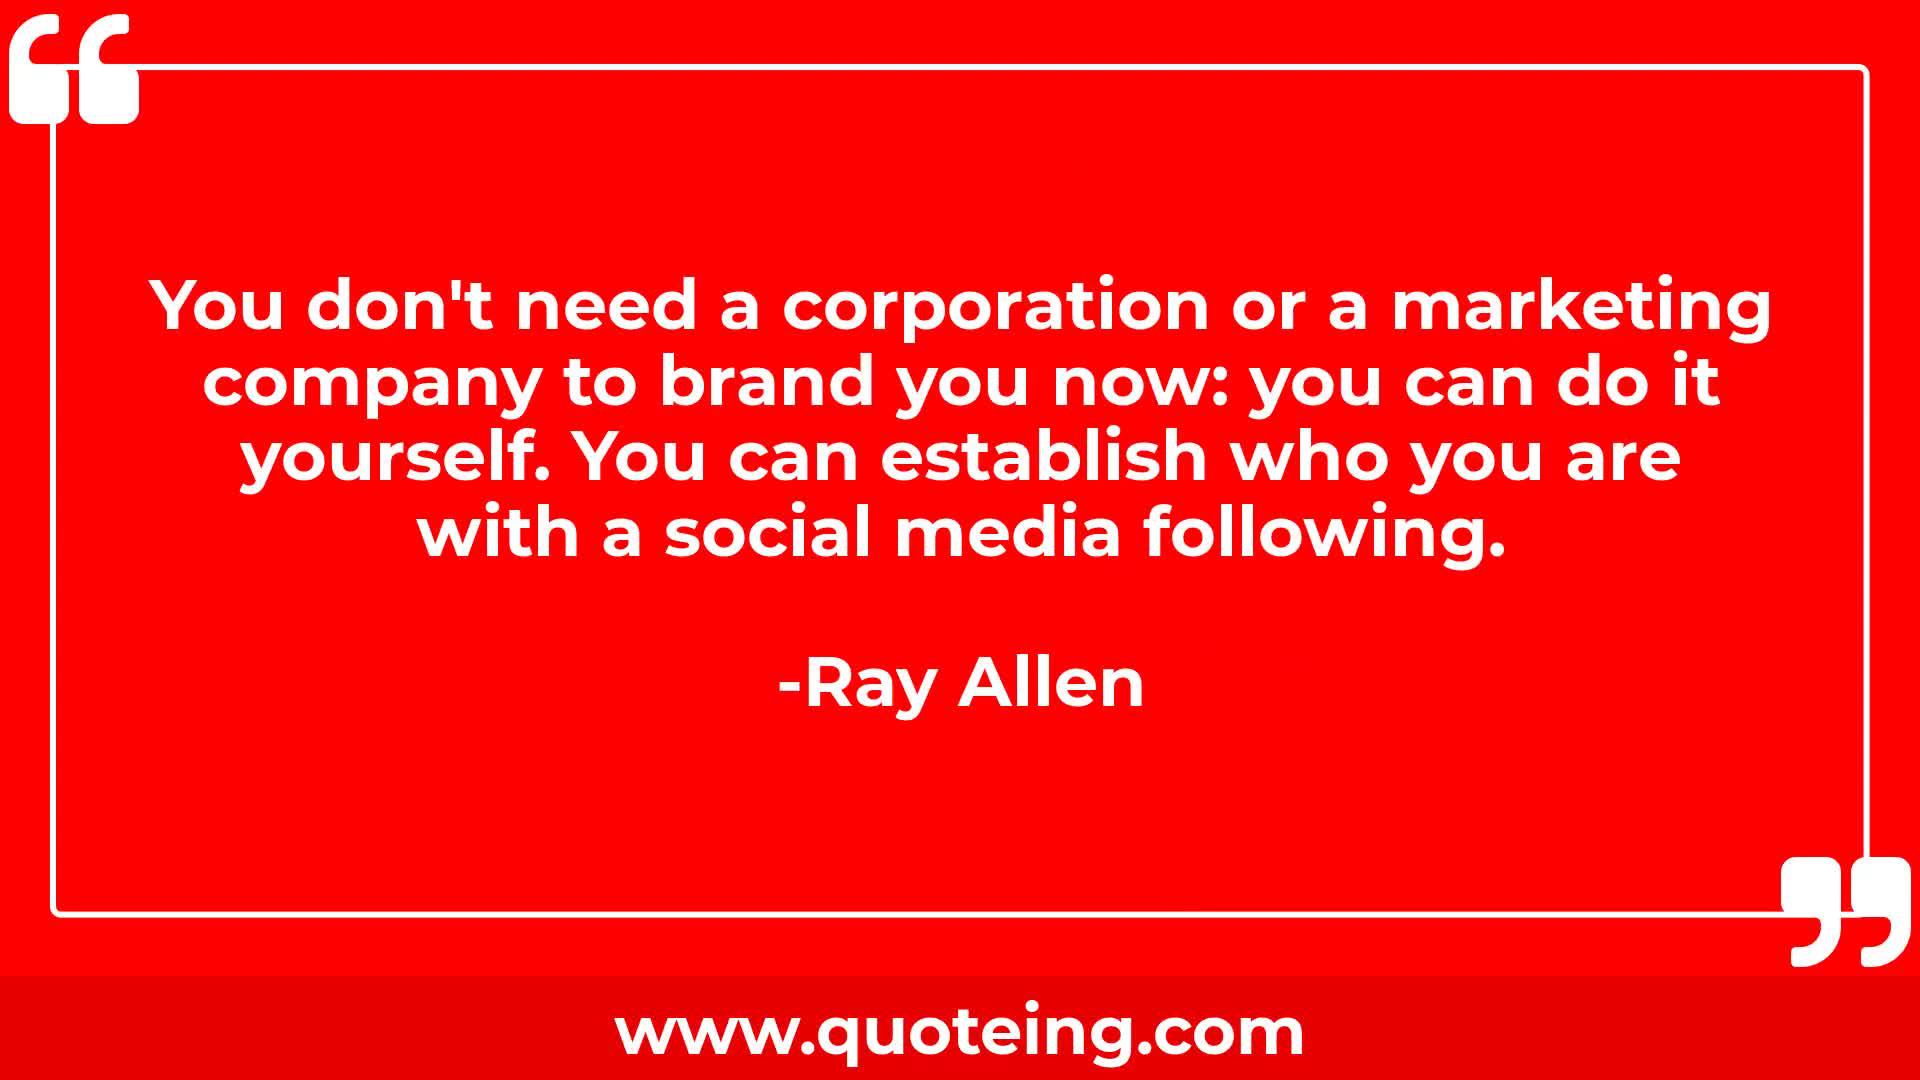 You don't need a corporation or a marketing
company to brand you now: you can do it
yourself. You can establish who you are
with a social media following.
-Ray Allen
www.quoteing.com